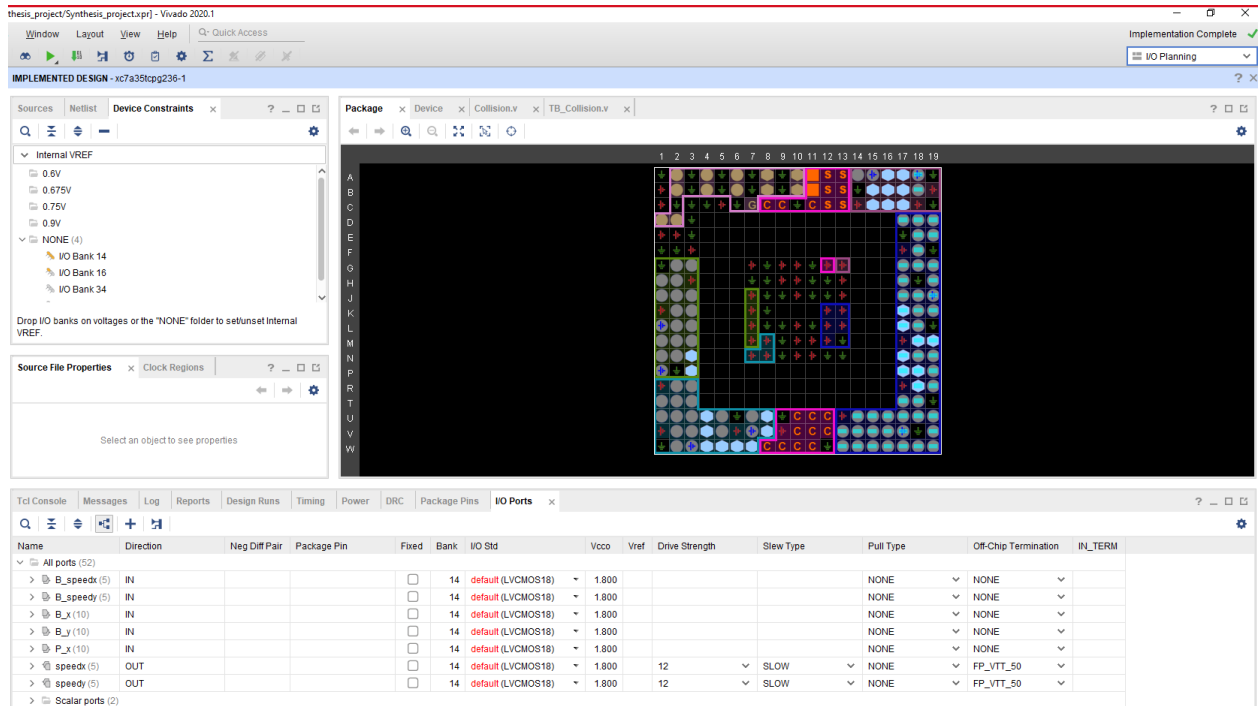 thesis_project/Synthesis_project.xpr] - Vivado 2020.1
Window Layout View Help Q- Quick Access
Implementation Complete
I/O Planning
IMPLEMENTED DESIGN - xc7a35tcpg236-1
Sources Netlist Device Constraints
Internal VREF
0.6V
0.675V
0.75V
0.9V
NONE (4)
I/O Bank 14
I/O Bank 16
I/O Bank 34
Drop I/O banks on voltages or the "NONE" folder to set/unset Internal
VREF.
Source File Properties Clock Regions
Select an object to see properties
Package Device Collision.v TB_Collision.v
1 2 3 4 5 6 7 8 9 10 11 12 13 14 15 16 17 18 19
A
S S
B
S S
C
G C C C S S
D
E
F
G
H
J
K
L
M
N
P
R
T
U
C C C
V
C C C
W
C C C C
Tcl Console Messages Log Reports Design Runs Timing Power DRC Package Pins I/O Ports
Name Direction Neg Diff Pair Package Pin Fixed Bank I/O Std Vcco Vref Drive Strength Slew Type Pull Type Off-Chip Termination IN_TERM
All ports (52)
B_speedx (5) IN 14 default (LVCMOS18) 1.800 NONE NONE
B_speedy (5) IN 14 default (LVCMOS18) 1.800 NONE NONE
B_x (10) IN 14 default (LVCMOS18) 1.800 NONE NONE
B_y (10) IN 14 default (LVCMOS18) 1.800 NONE NONE
P_x (10) IN 14 default (LVCMOS18) 1.800 NONE NONE
speedx (5) OUT 14 default (LVCMOS18) 1.800 12 SLOW NONE FP_VTT_50
speedy (5) OUT 14 default (LVCMOS18) 1.800 12 SLOW NONE FP_VTT_50
Scalar ports (2)